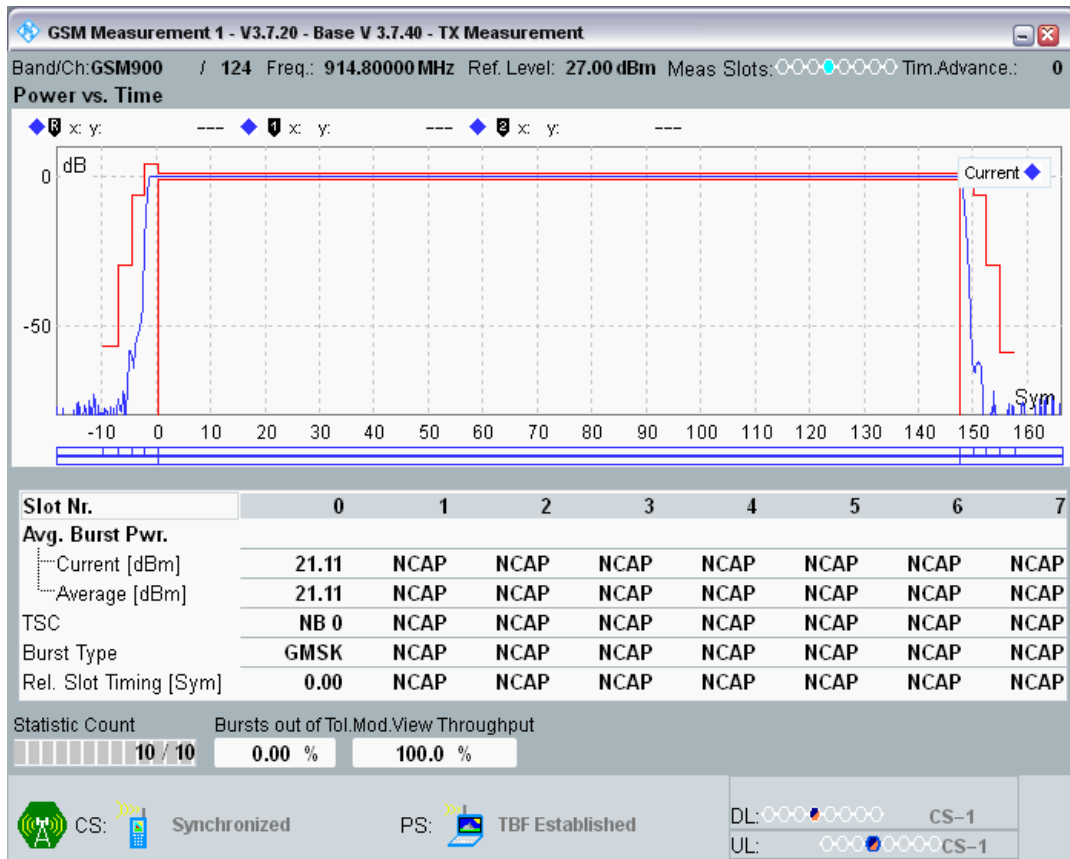 GSM Measurement 1 - V3.7.20 - Base V 3.7.40 - TX Measurement
Band/Ch:GSM900 / 124 Freq.: 914.80000 MHz Ref. Level: 27.00 dBm Meas Slots: Tim.Advance.: 0
Power vs. Time
R x: y: --- 1 x: y: --- 2 x: y: ---
dB
Current
0
-50
Sym
-10 0 10 20 30 40 50 60 70 80 90 100 110 120 130 140 150 160
Slot Nr. 0 1 2 3 4 5 6 7
Avg. Burst Pwr.
Current [dBm] 21.11 NCAP NCAP NCAP NCAP NCAP NCAP NCAP
Average [dBm] 21.11 NCAP NCAP NCAP NCAP NCAP NCAP NCAP
TSC NB 0 NCAP NCAP NCAP NCAP NCAP NCAP NCAP
Burst Type GMSK NCAP NCAP NCAP NCAP NCAP NCAP NCAP
Rel. Slot Timing [Sym] 0.00 NCAP NCAP NCAP NCAP NCAP NCAP NCAP
Statistic Count Bursts out of Tol. Mod.View Throughput
10 / 10 0.00 % 100.0 %
CS: Synchronized PS: TBF Established
DL: CS-1
UL: CS-1